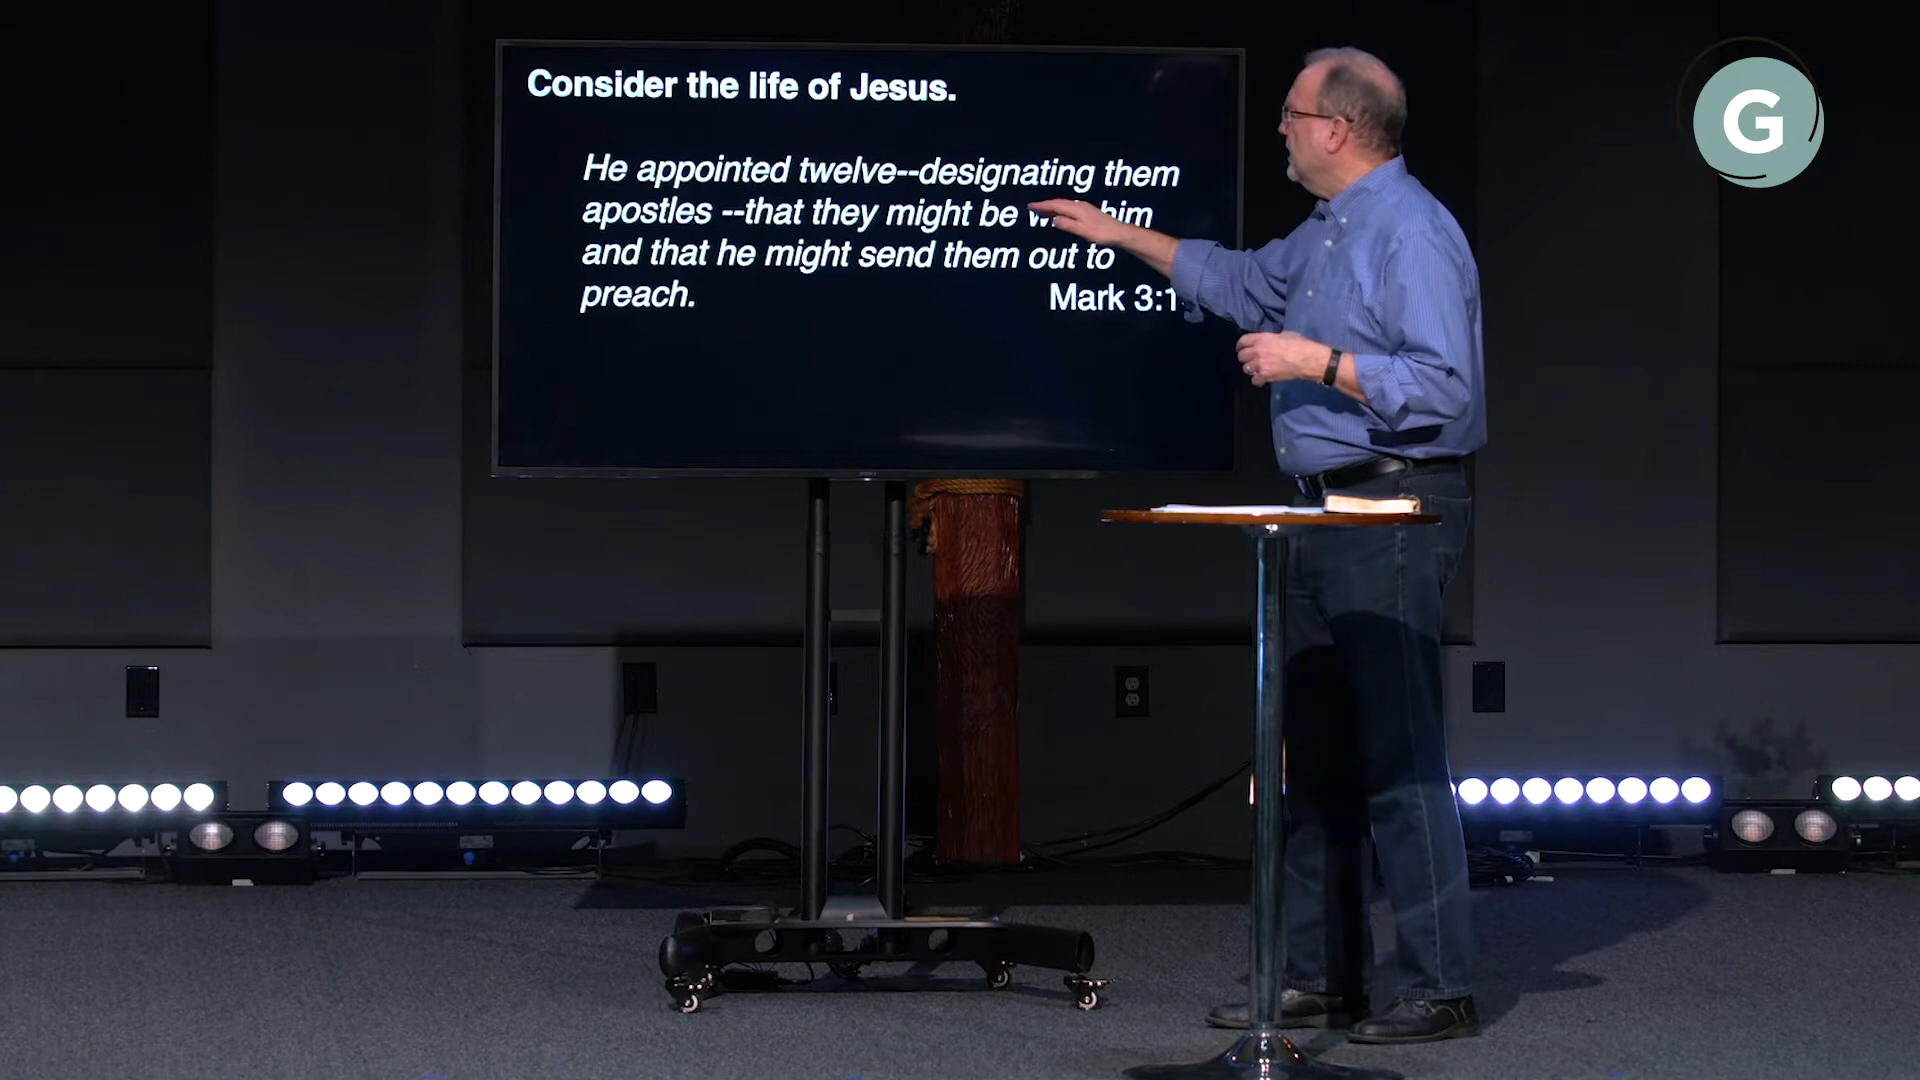 Consider the life of Jesus.
He appointed twelve--designating them
apostles --that they might be him
and that he might send them out to
preach.
Mark 3:1
G